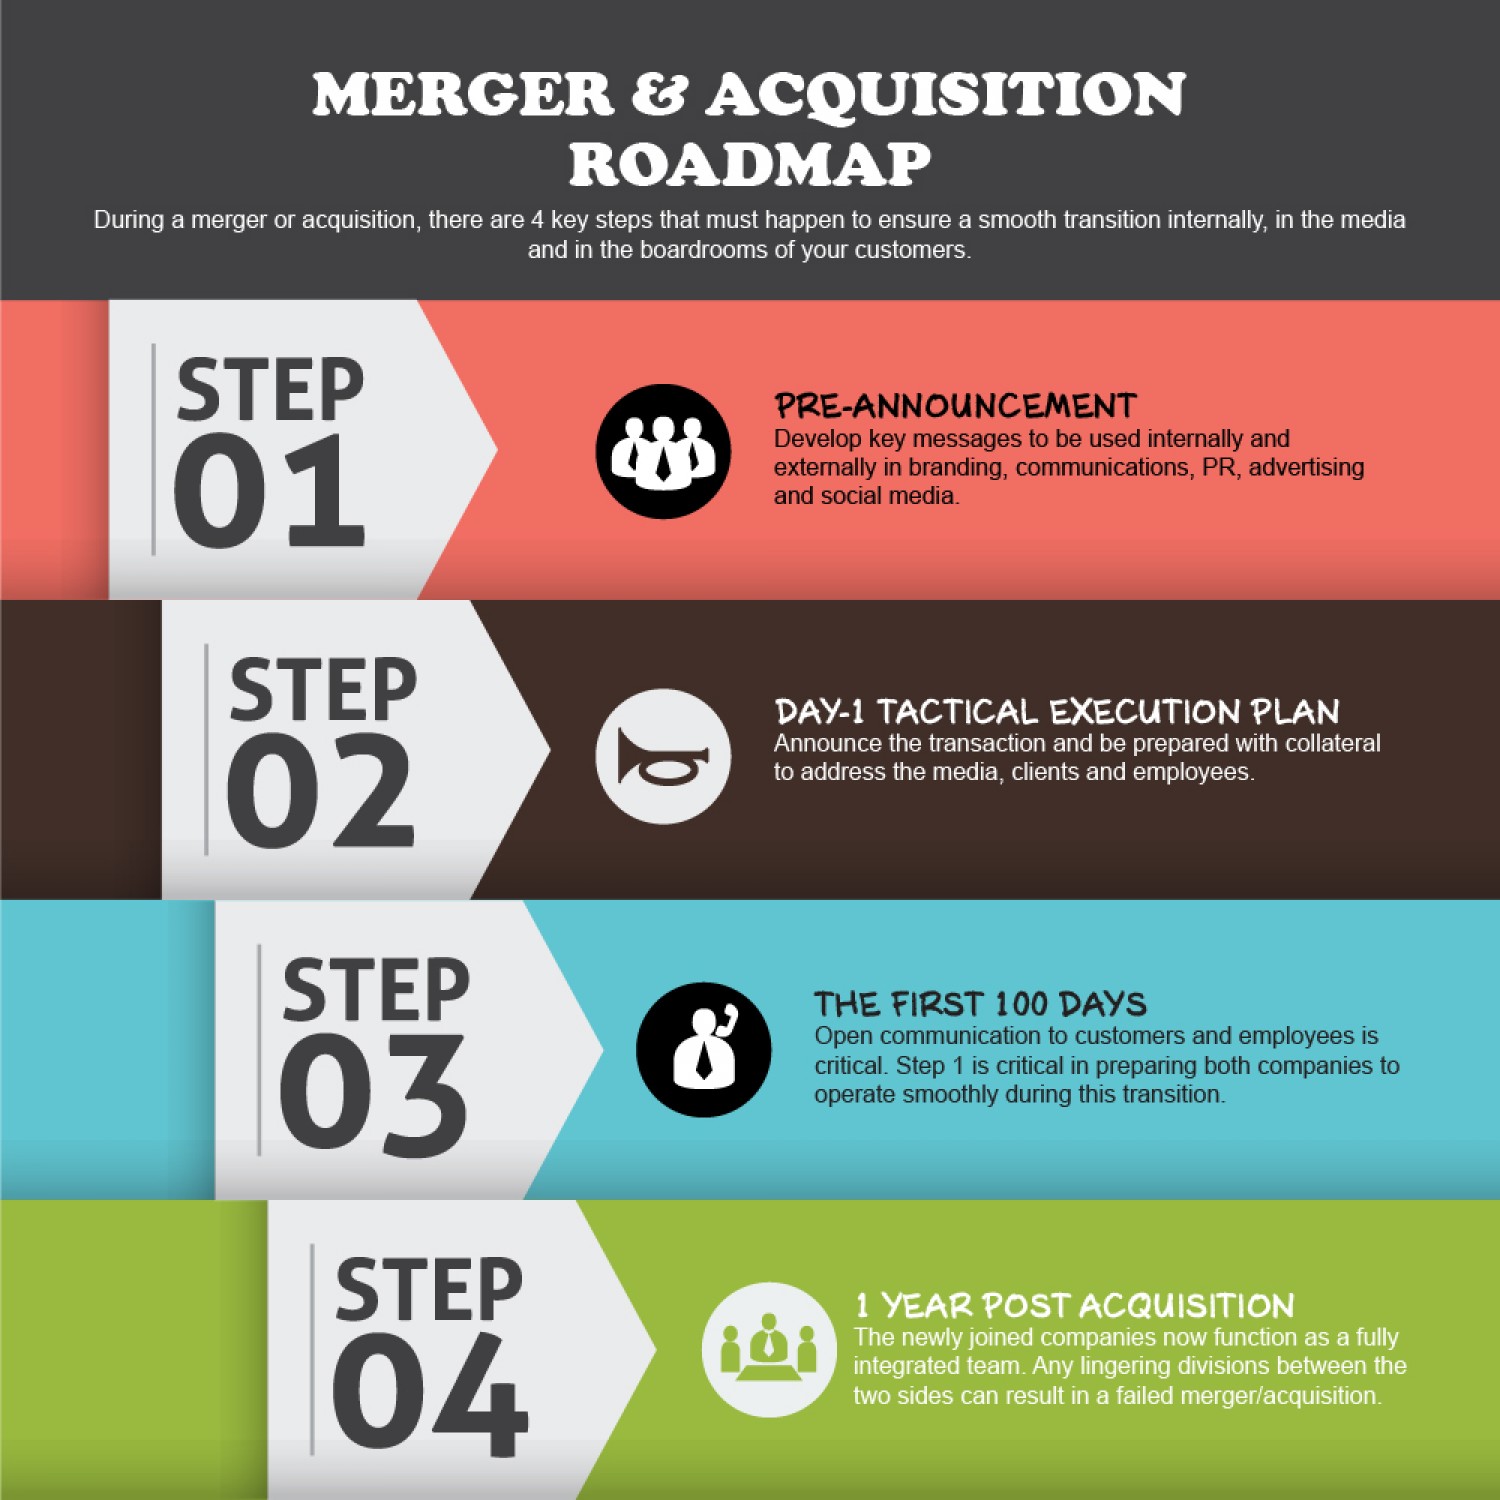 MERGER & ACQUISITION
ROADMAP
During a merger or acquisition, there are 4 key steps that must happen to ensure a smooth transition internally, in the media
and in the boardrooms of your customers.
STEP
01
PRE-ANNOUNCEMENT
Develop key messages to be used internally and
externally in branding, communications, PR, advertising
and social media.
STEP
02
DAY-1 TACTICAL EXECUTION PLAN
Announce the transaction and be prepared with collateral
to address the media, clients and employees.
STEP
03
THE FIRST 100 DAYS
Open communication to customers and employees is
critical. Step 1 is critical in preparing both companies to
operate smoothly during this transition.
STEP
04
1 YEAR POST ACQUISITION
The newly joined companies now function as a fully
integrated team. Any lingering divisions between the
two sides can result in a failed merger/acquisition.